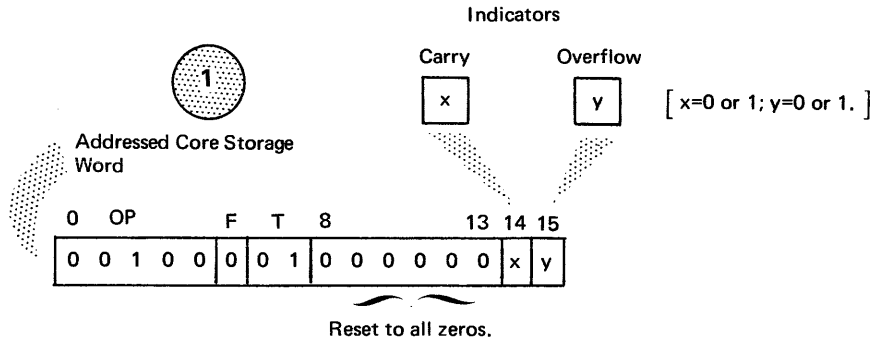 Indicators
Carry Overflow
1
x y [ x=0 or 1; y=0 or 1. ]
Addressed Core Storage
Word
0 OP F T 8 13 14 15
0 0 1 0 0 0 0 1 0 0 0 0 0 0 x y
Reset to all zeros.